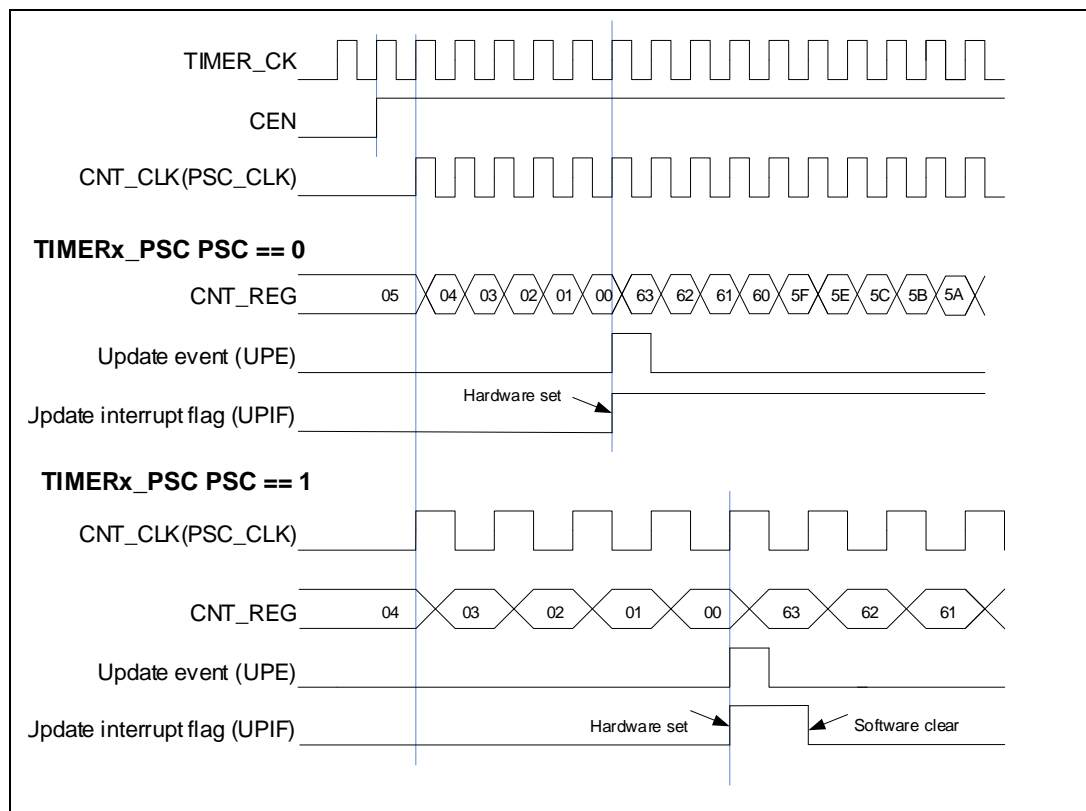 TIMER_CK
CEN
CNT_CLK(PSC_CLK)
TIMERx_PSC PSC == 0
CNT_REG 05 04 03 02 01 00 63 62 61 60 5F 5E 5C 5B 5A
Update event (UPE)
Hardware set
Jpdate interrupt flag (UPIF)
TIMERx_PSC PSC == 1
CNT_CLK(PSC_CLK)
CNT_REG 04 03 02 01 00 63 62 61
Update event (UPE)
Jpdate interrupt flag (UPIF) Hardware set Software clear